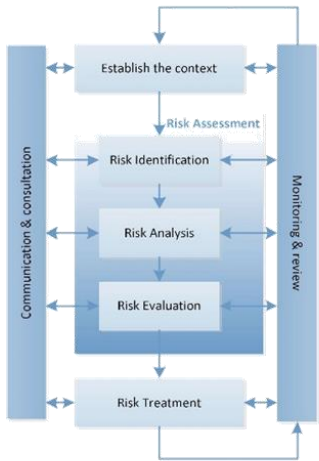 Establish the context
Risk Assessment
Risk Identification
Risk Analysis
Risk Evaluation
Risk Treatment
Communication & consultation
Monitoring & review